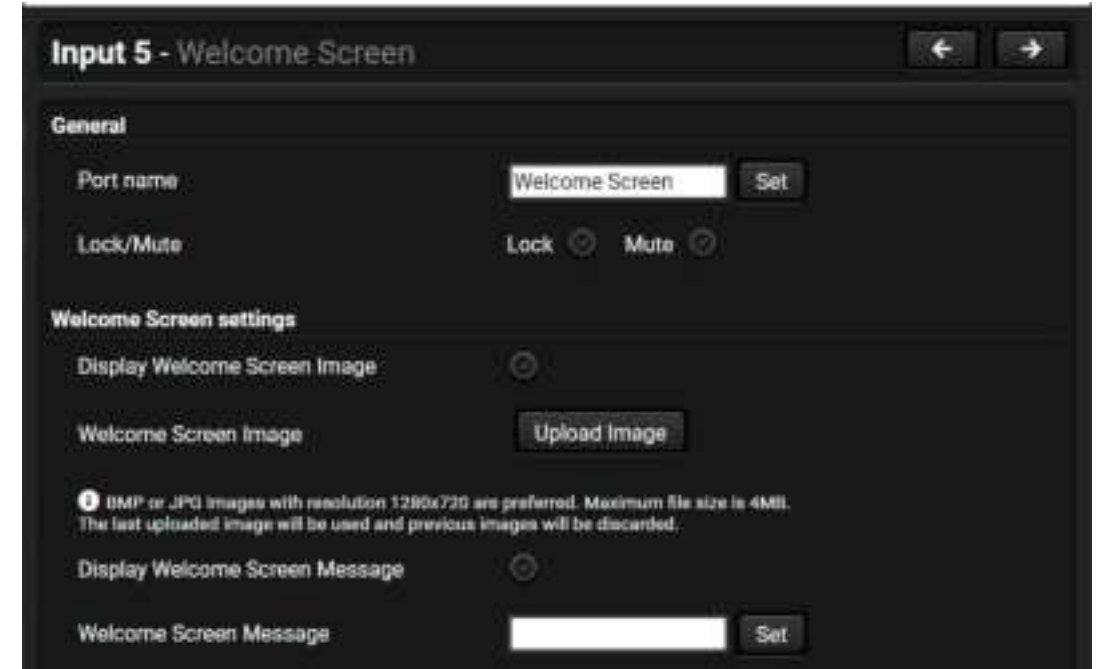 Input 5 - Welcome Screen
General
Port name Welcome Screen Set
Lock/Mute Lock Mute
Welcome Screen settings
Display Welcome Screen Image
Welcome Screen Image Upload Image
BMP or JPG images with resolution 1280x720 are preferred. Maximum file size is 4MB.
The last uploaded image will be used and previous images will be discarded.
Display Welcome Screen Message
Welcome Screen Message Set